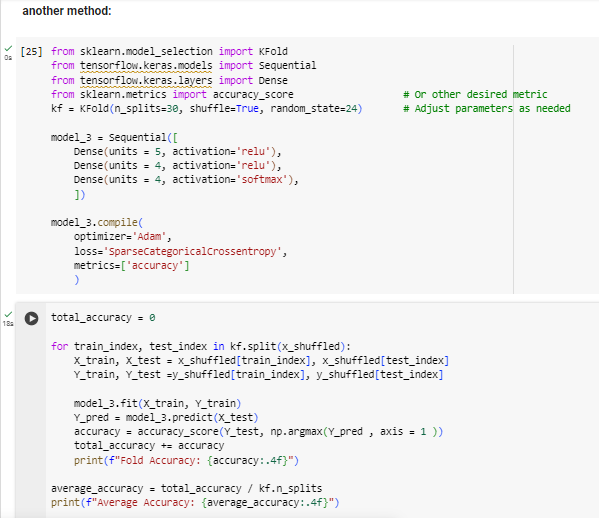 another method:
0s
[25] from sklearn.model_selection import KFold
from tensorflow.keras.models import Sequential
from tensorflow.keras.layers import Dense
from sklearn.metrics import accuracy_score # Or other desired metric
kf = KFold(n_splits=30, shuffle=True, random_state=24) # Adjust parameters as needed
model_3 = Sequential([
Dense(units = 5, activation='relu'),
Dense(units = 4, activation='relu'),
Dense(units = 4, activation='softmax'),
])
model_3.compile(
optimizer='Adam',
loss='SparseCategoricalCrossentropy',
metrics=['accuracy']
)
18s
total_accuracy = 0
for train_index, test_index in kf.split(x_shuffled):
X_train, X_test = x_shuffled[train_index], x_shuffled[test_index]
Y_train, Y_test =y_shuffled[train_index], y_shuffled[test_index]
model_3.fit(X_train, Y_train)
Y_pred = model_3.predict(X_test)
accuracy = accuracy_score(Y_test, np.argmax(Y_pred , axis = 1 ))
total_accuracy += accuracy
print(f"Fold Accuracy: {accuracy:.4f}")
average_accuracy = total_accuracy / kf.n_splits
print(f"Average Accuracy: {average_accuracy:.4f}")